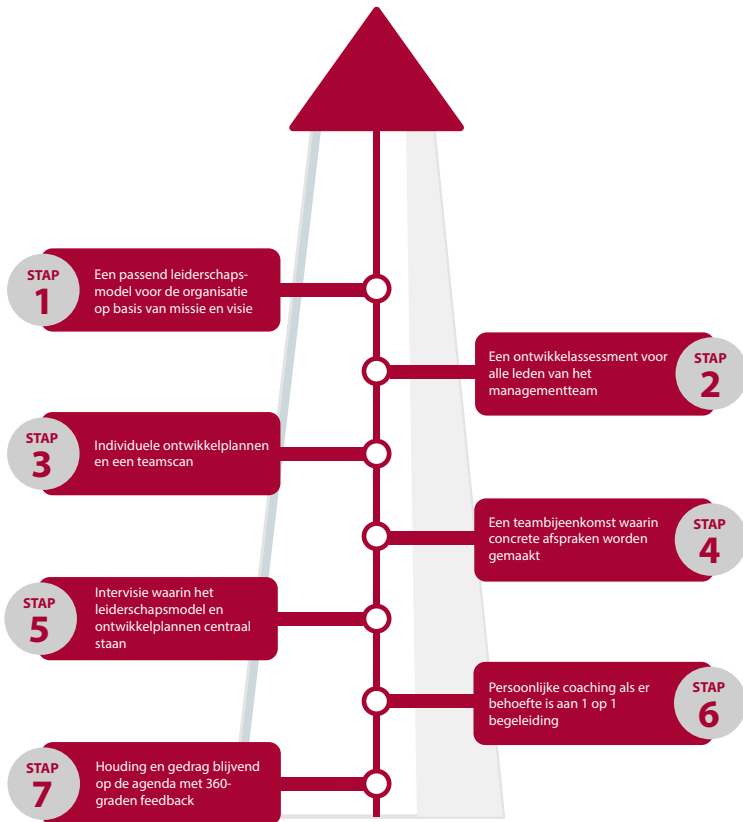 STAP
1
Een passend leiderschaps-
model voor de organisatie
op basis van missie en visie
Een ontwikkelassessment voor
alle leden van het
managementteam
STAP
2
STAP
3
Individuele ontwikkelplannen
en een teamscan
Een teambijeenkomst waarin
concrete afspraken worden
gemaakt
STAP
4
STAP
5
Intervisie waarin het
leiderschapsmodel en
ontwikkelplannen centraal
staan
Persoonlijke coaching als er
behoefte is aan 1 op 1
begeleiding
STAP
6
STAP
7
Houding en gedrag blijvend
op de agenda met 360-
graden feedback